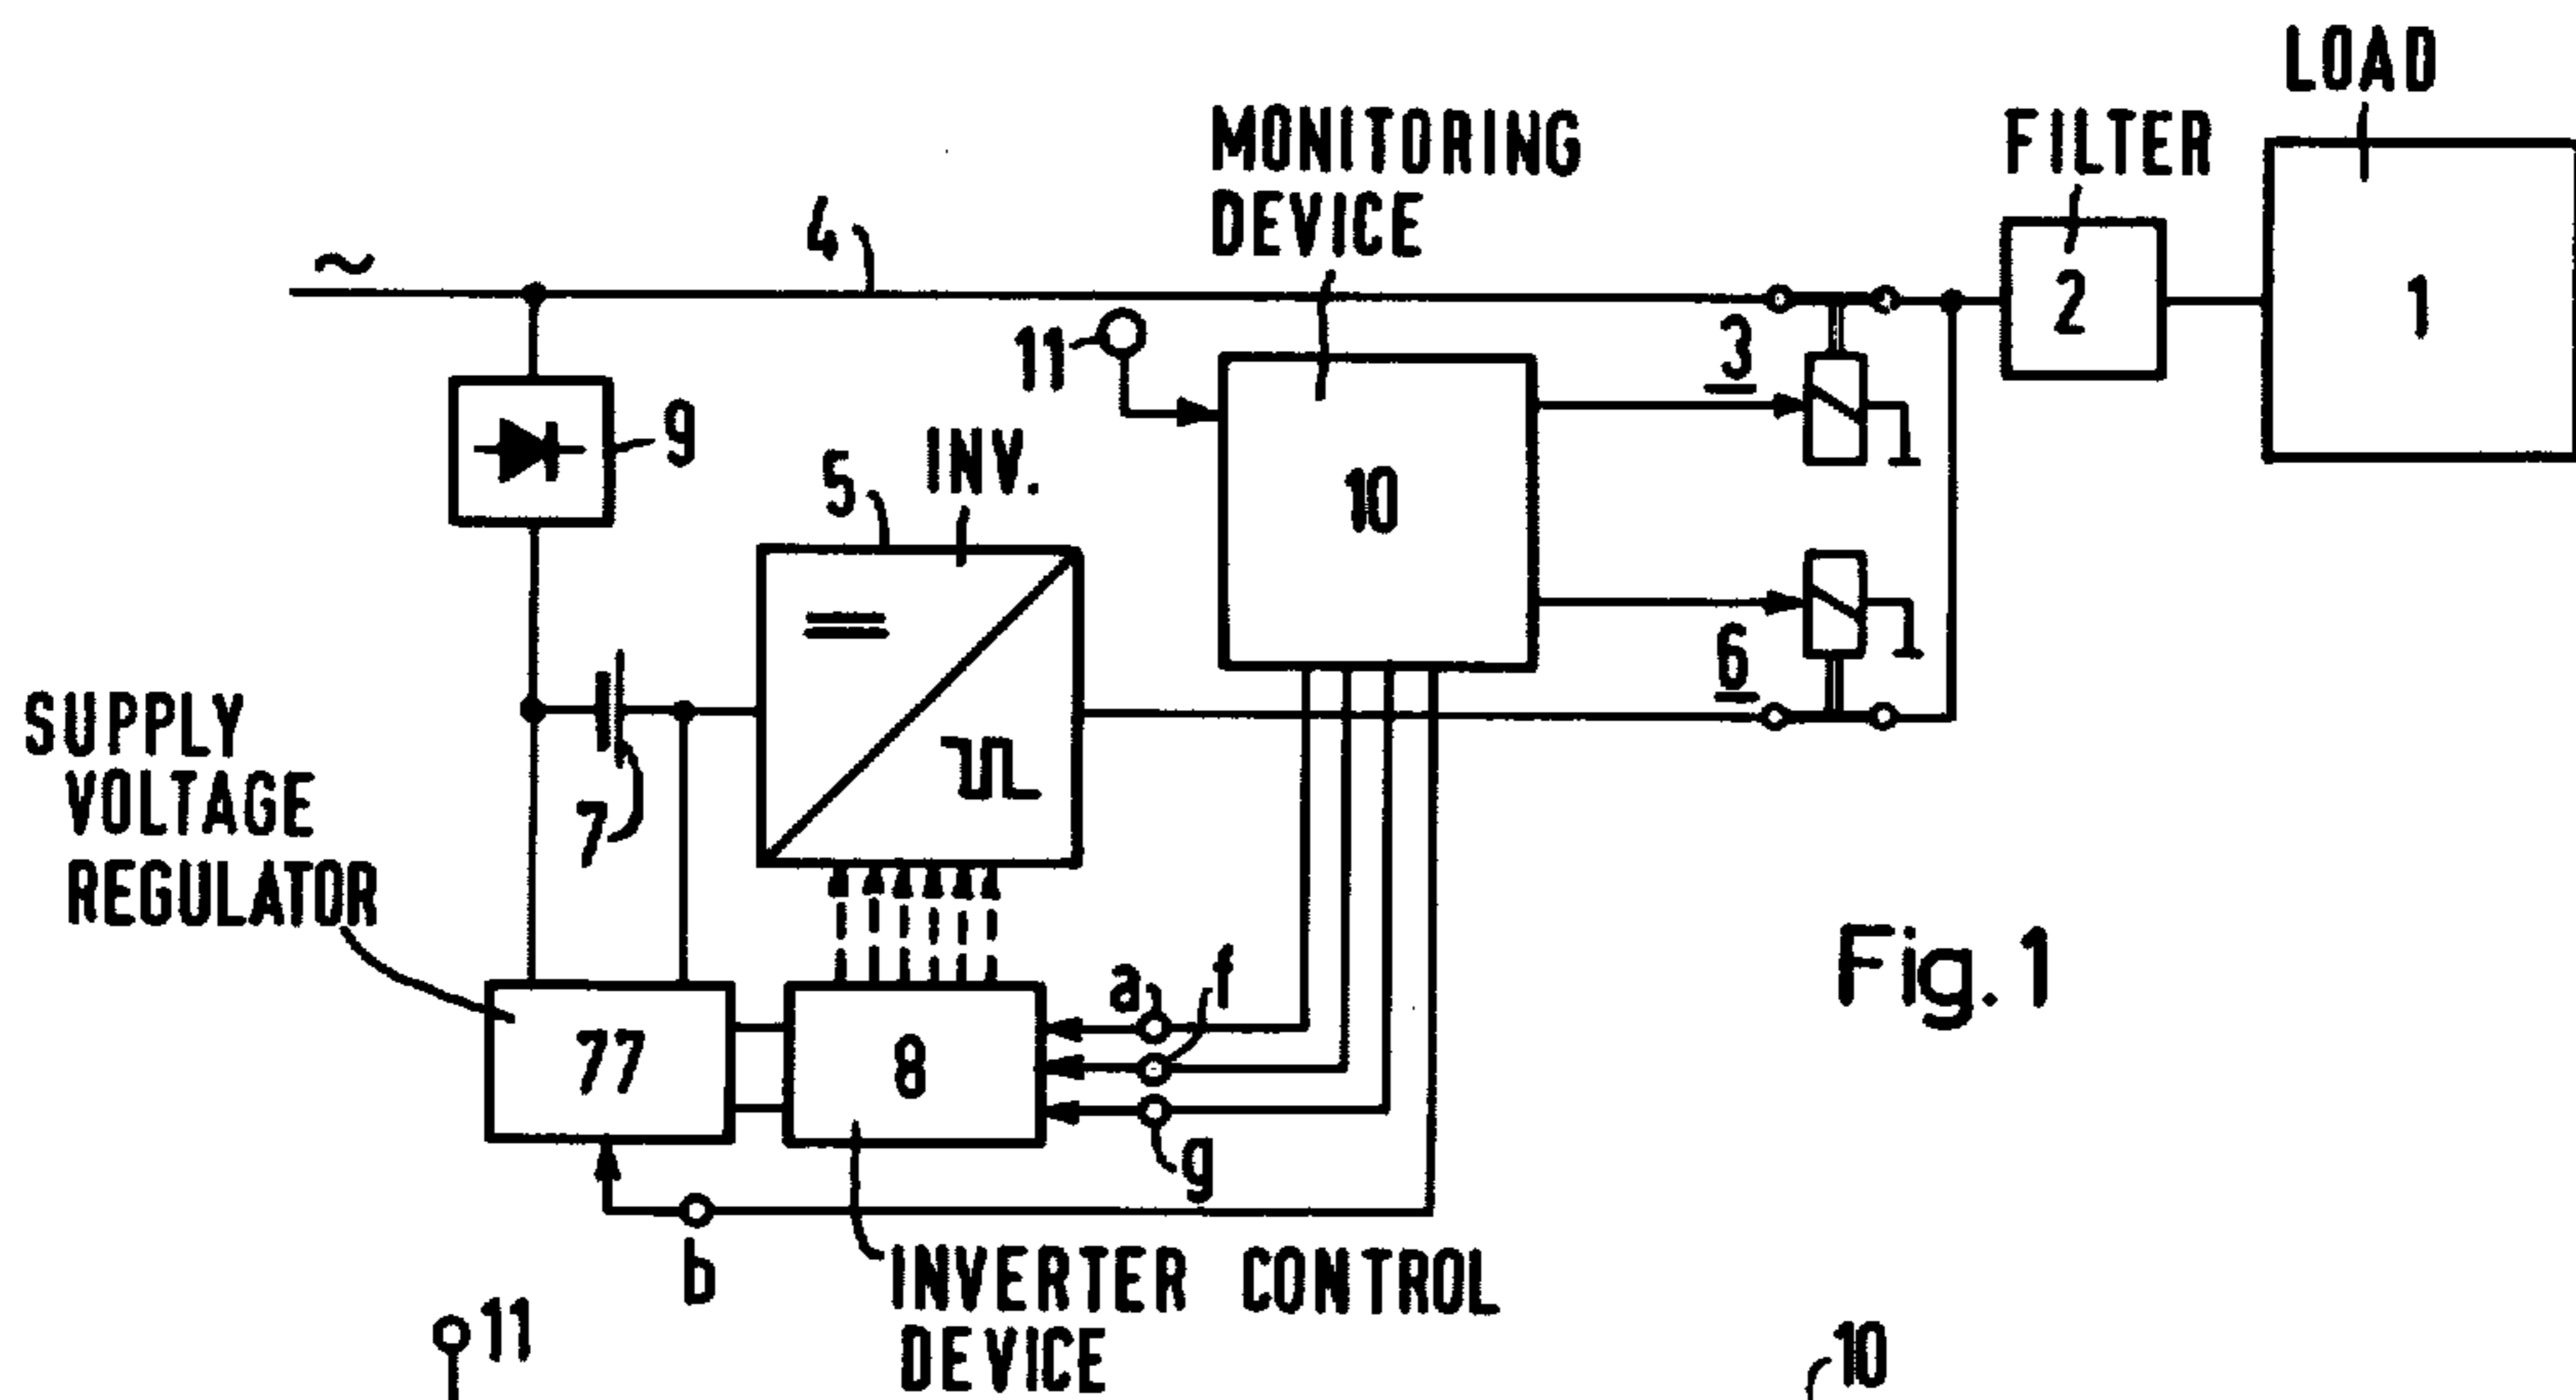 LOAD
FILTER
MONITORING
DEVICE
~
4
11
3
2
1
9
5
INV.
10
6
SUPPLY
VOLTAGE
REGULATOR
7
a
f
Fig. 1
77
8
g
b
INVERTER CONTROL
DEVICE
11
10